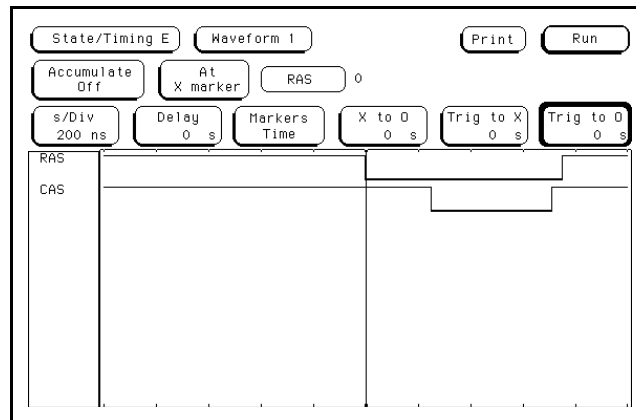 State/Timing E Waveform 1 Print Run
Accumulate Off At X marker RAS 0
s/Div 200 ns Delay 0 s Markers Time X to O 0 s Trig to X 0 s Trig to O 0 s
RAS
CAS